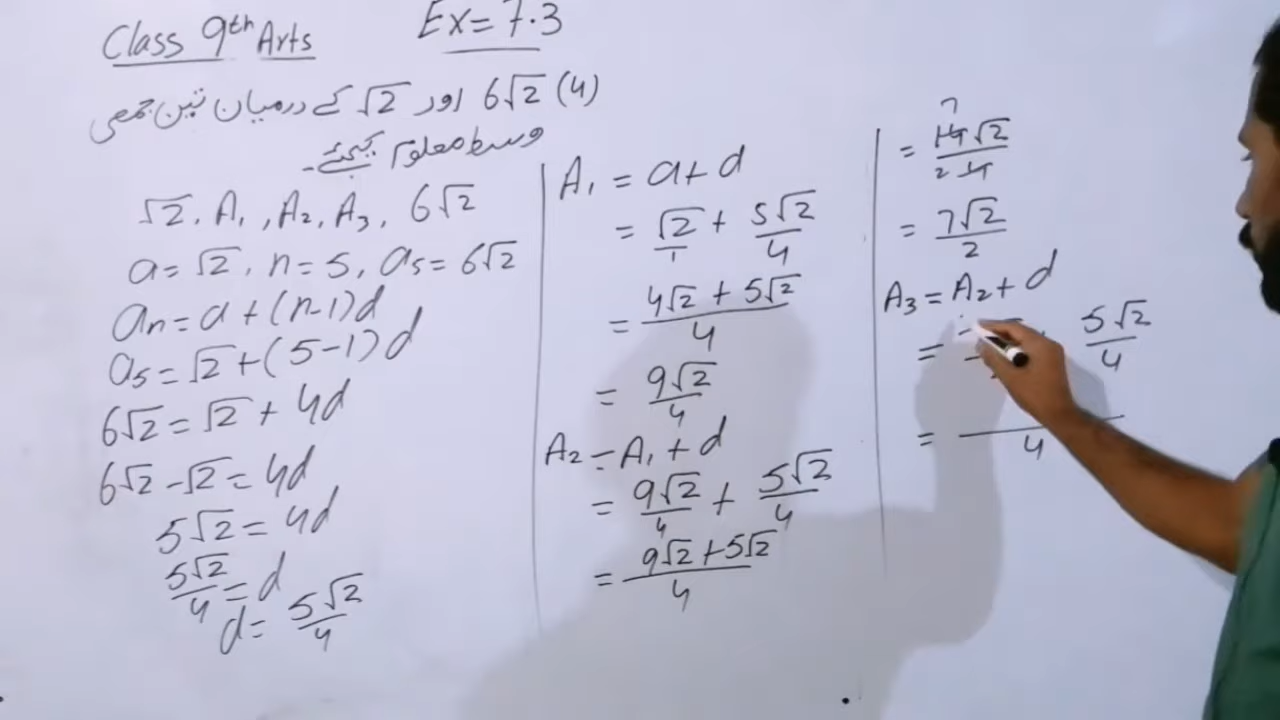 Class 9th Arts
Ex = 7.3
(4) 6√2 اور √2 کے درمیان تین جمعی
وسط معلوم کیجئے۔
√2, A₁, A₂, A₃, 6√2
a = √2, n = 5, a₅ = 6√2
aₙ = a + (n-1)d
a₅ = √2 + (5-1)d
6√2 = √2 + 4d
6√2 - √2 = 4d
5√2 = 4d
5√2/4 = d
d = 5√2/4
A₁ = a + d
= √2/1 + 5√2/4
= (4√2 + 5√2)/4
= 9√2/4
A₂ = A₁ + d
= 9√2/4 + 5√2/4
= (9√2 + 5√2)/4
7
= 14√2/4
2
= 7√2/2
A₃ = A₂ + d
= 5√2/4
= /4